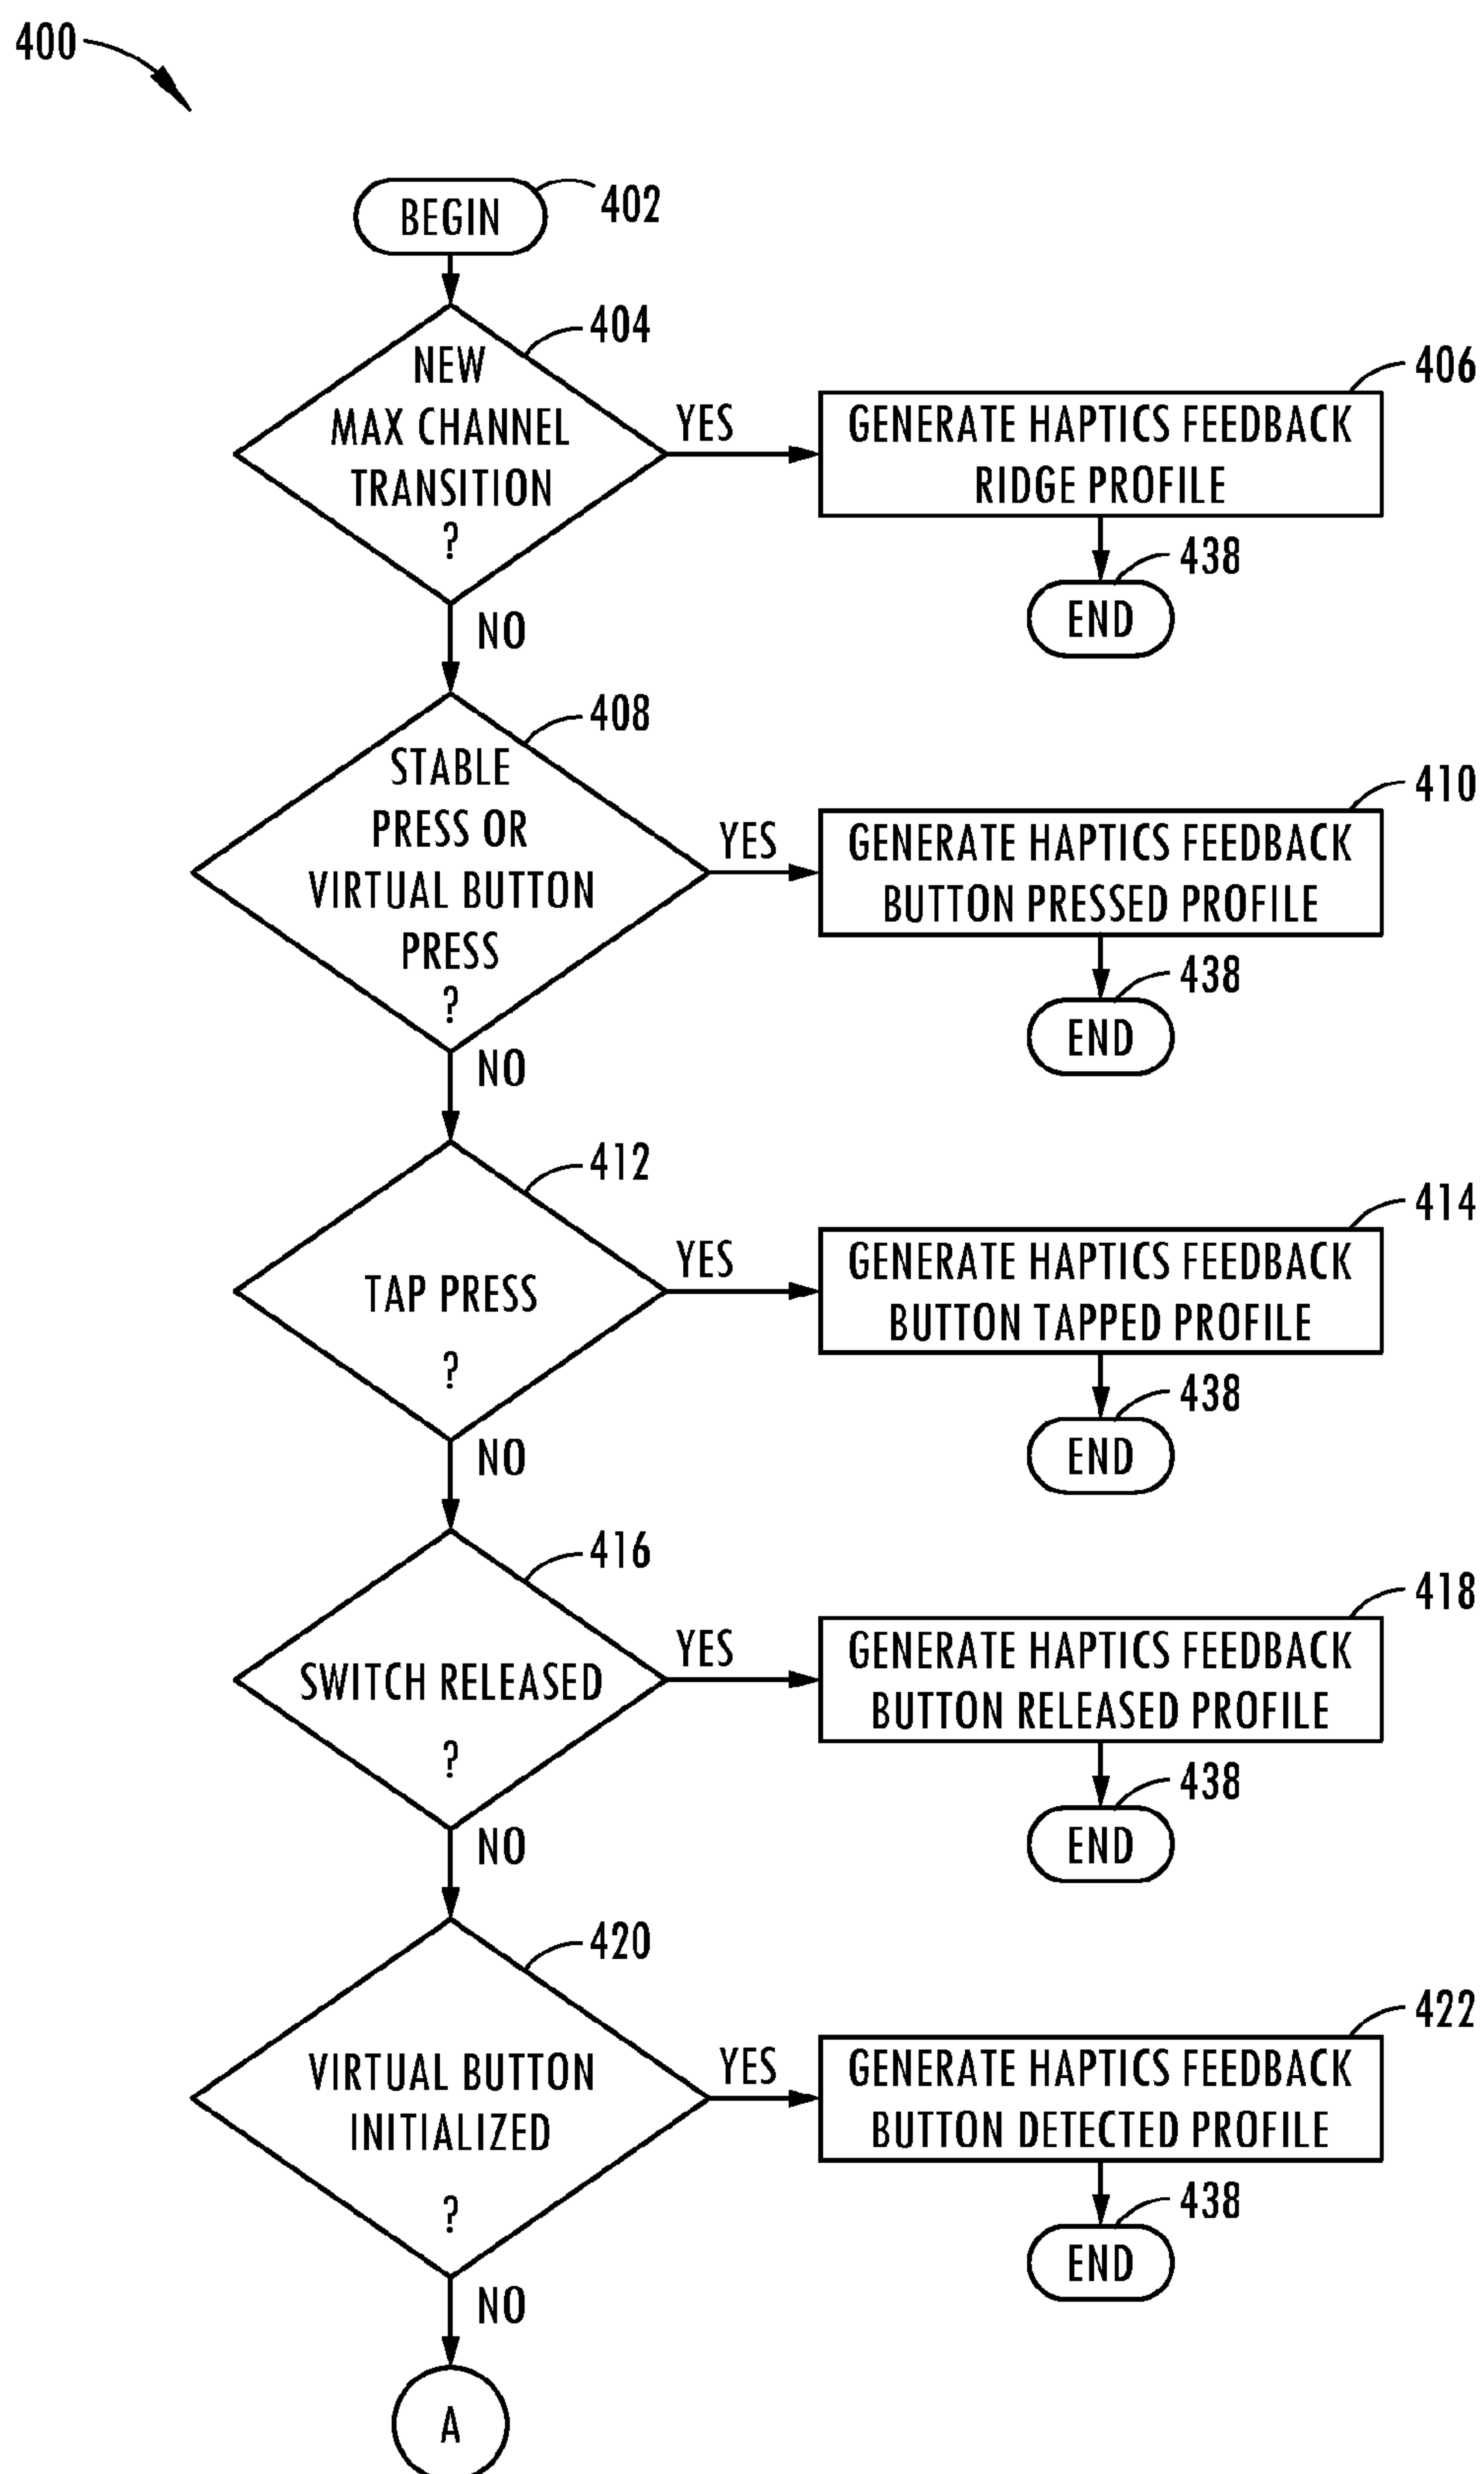 400
BEGIN
402
NEW
MAX CHANNEL
TRANSITION
?
404
YES
GENERATE HAPTICS FEEDBACK
RIDGE PROFILE
406
END
438
NO
STABLE
PRESS OR
VIRTUAL BUTTON
PRESS
?
408
YES
GENERATE HAPTICS FEEDBACK
BUTTON PRESSED PROFILE
410
END
438
NO
TAP PRESS
?
412
YES
GENERATE HAPTICS FEEDBACK
BUTTON TAPPED PROFILE
414
END
438
NO
SWITCH RELEASED
?
416
YES
GENERATE HAPTICS FEEDBACK
BUTTON RELEASED PROFILE
418
END
438
NO
VIRTUAL BUTTON
INITIALIZED
?
420
YES
GENERATE HAPTICS FEEDBACK
BUTTON DETECTED PROFILE
422
END
438
NO
A